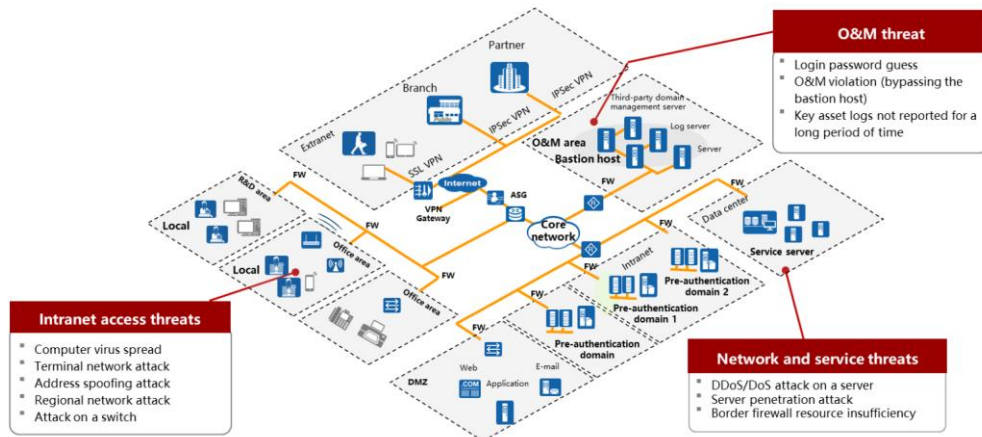 O&M threat
Login password guess
O&M violation (bypassing the
bastion host)
Key asset logs not reported for a
long period of time
Partner
IPSec VPN
Branch
IPSec VPN
Extranet
SSL VPN
Third-party domain
management server
Log server
O&M area
Bastion host
Server
FW
Internet
ASG
VPN
Gateway
FW
R&D area
Local
FW
Data center
Service server
Core
network
R
R
FW
FW
Intranet
Pre-authentication
domain 2
Pre-authentication
domain 1
Office area
Local
FW
Office area
FW
Pre-authentication
domain
FW
DMZ
Web
.COM
Application
E-mail
Intranet access threats
Computer virus spread
Terminal network attack
Address spoofing attack
Regional network attack
Attack on a switch
Network and service threats
DDoS/DoS attack on a server
Server penetration attack
Border firewall resource insufficiency